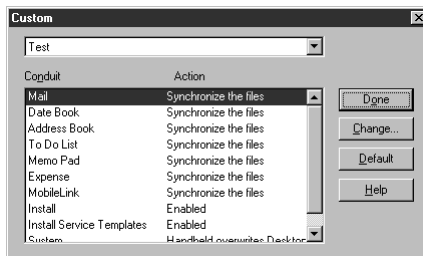 Custom
Test
Conduit Action
Mail Synchronize the files
Date Book Synchronize the files
Address Book Synchronize the files
To Do List Synchronize the files
Memo Pad Synchronize the files
Expense Synchronize the files
MobileLink Synchronize the files
Install Enabled
Install Service Templates Enabled
System Handheld overwrites Desktop
Done
Change...
Default
Help